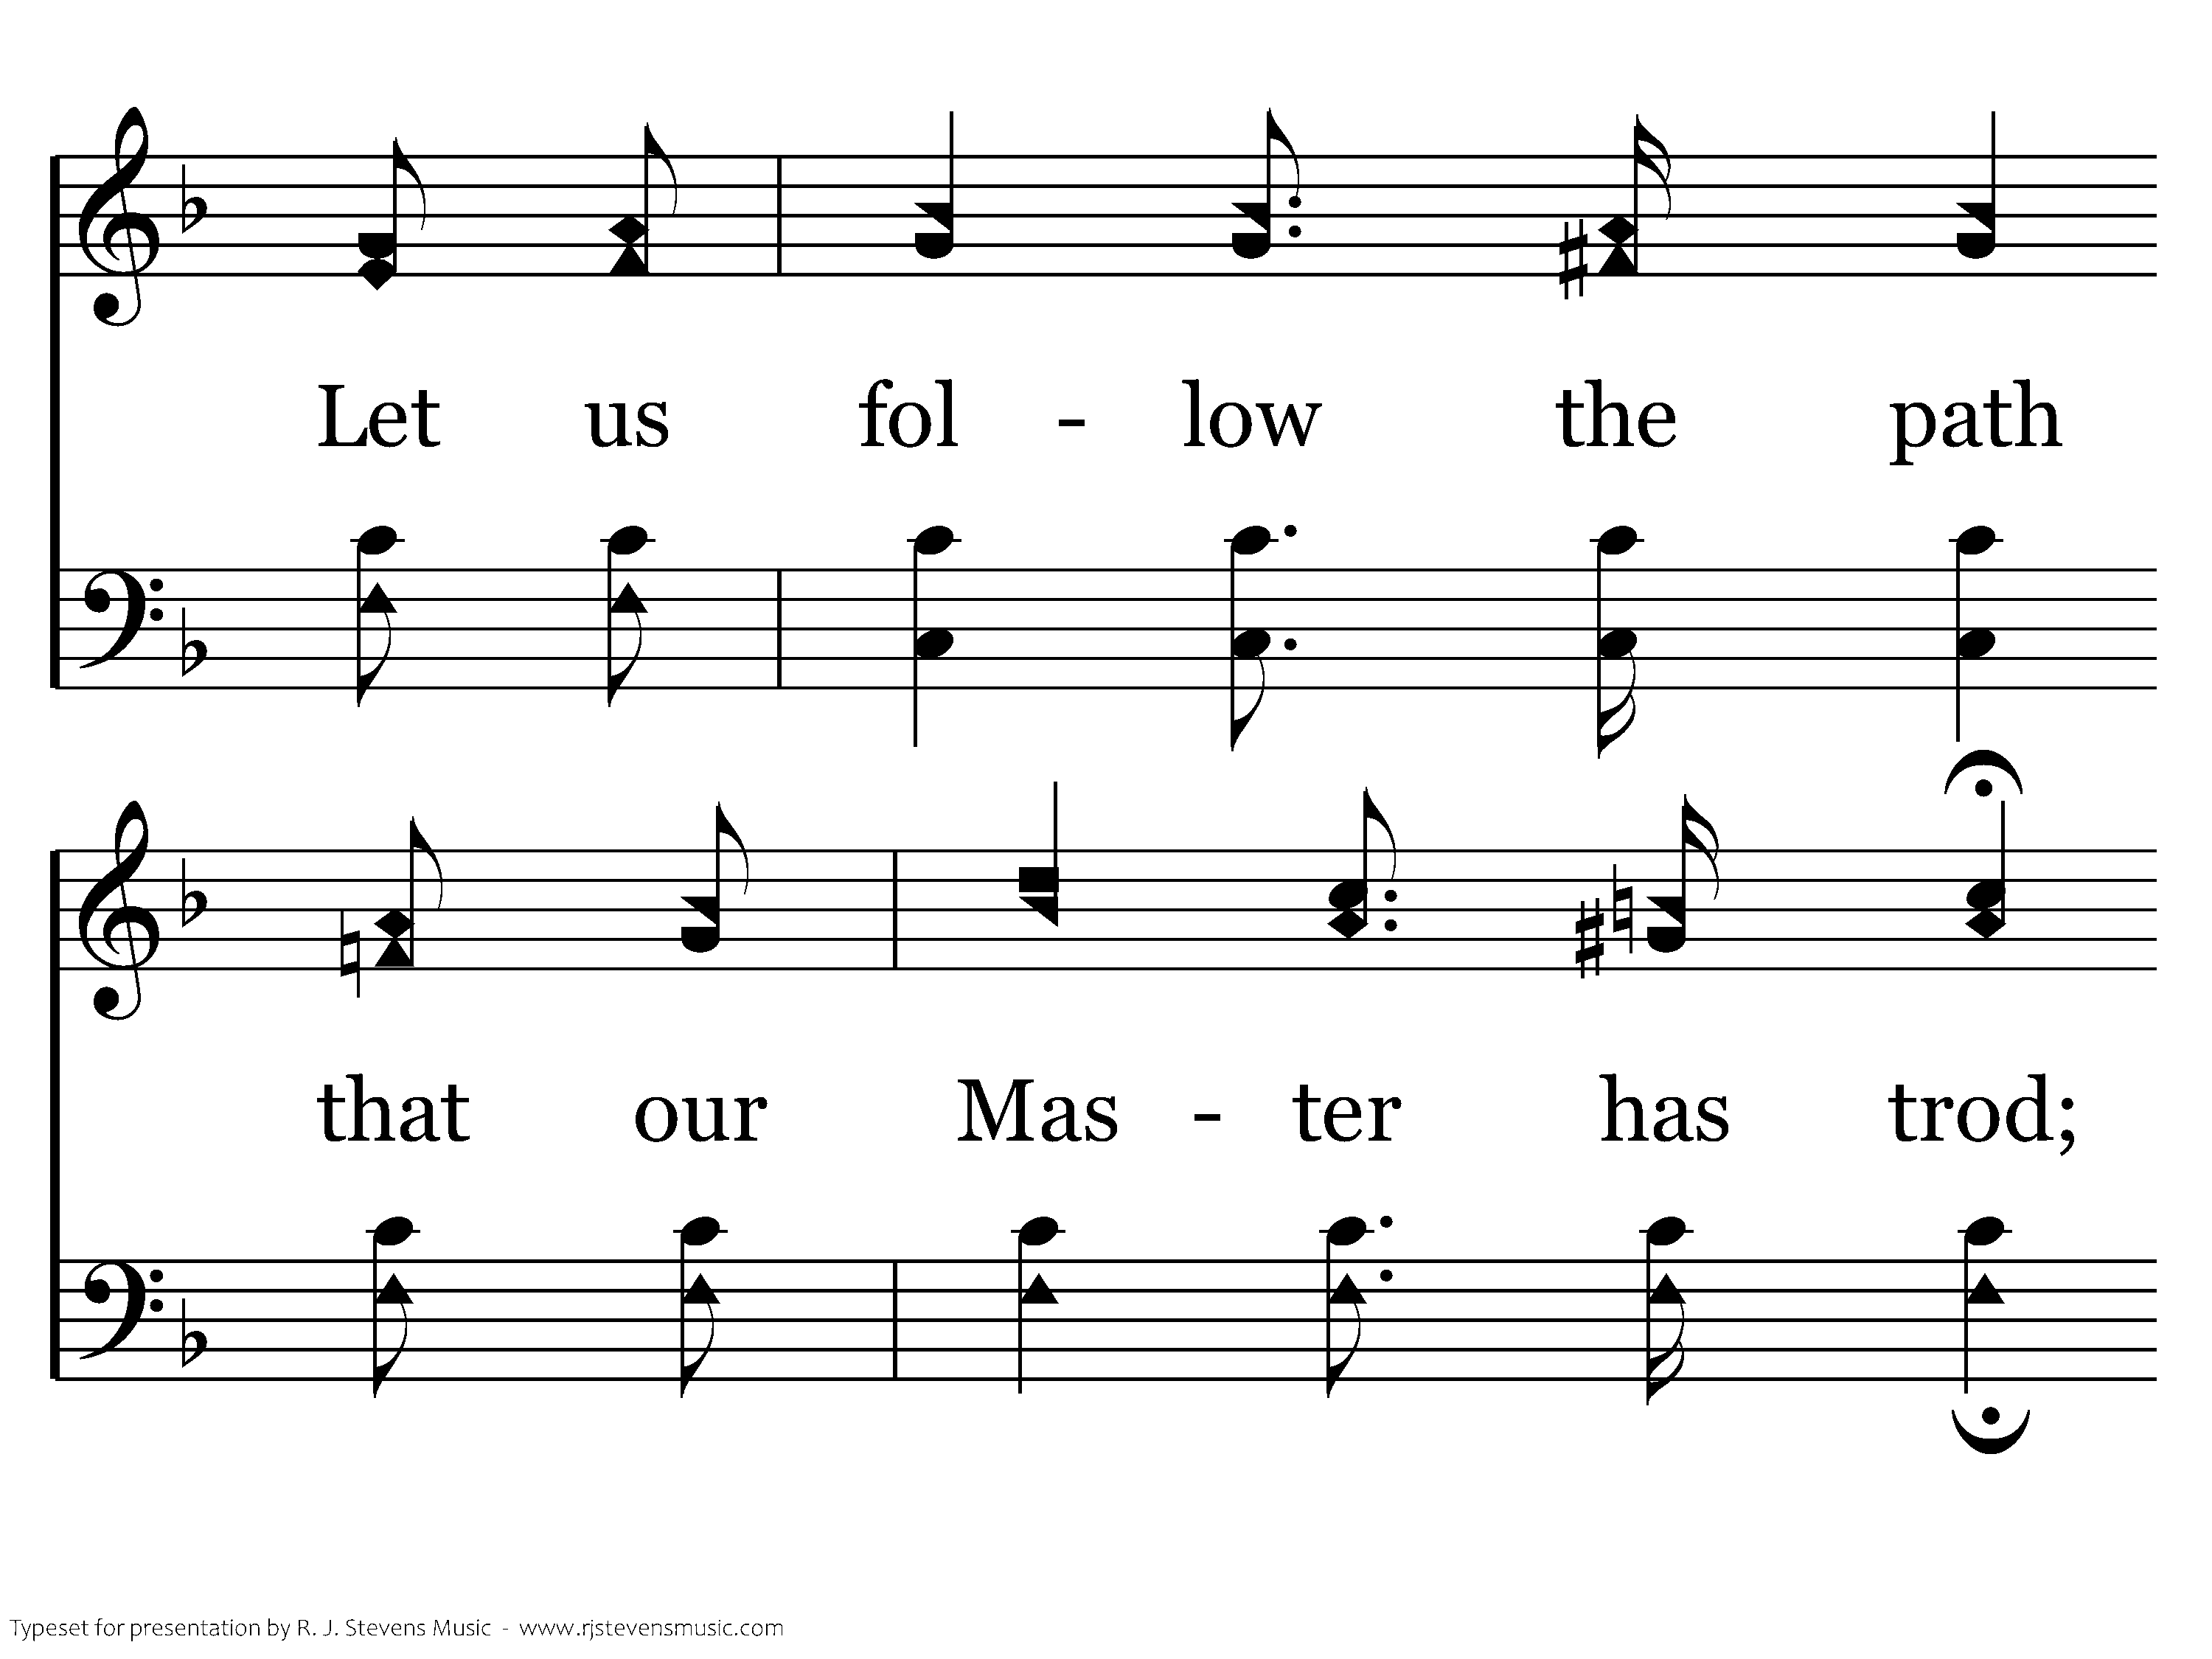 Let us fol - low the path
that our Mas - ter has trod;
Typeset for presentation by R. J. Stevens Music - www.rjstevensmusic.com